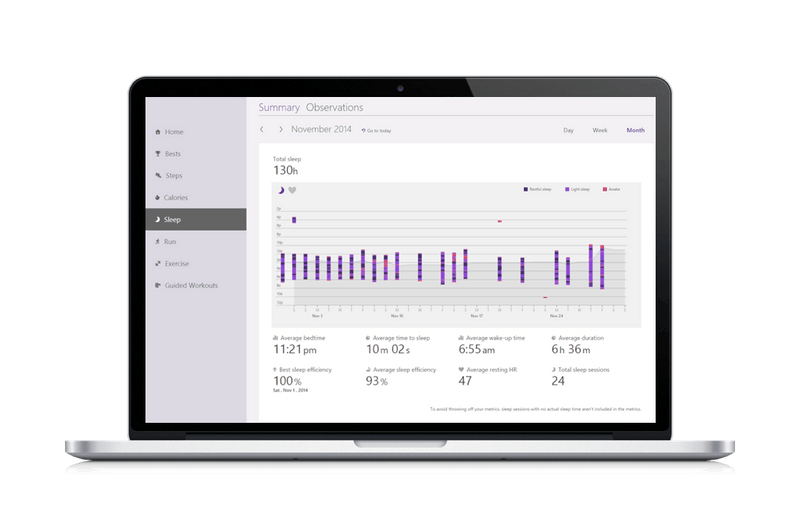 Summary Observations
November 2014 Go to today
Day Week Month
Home
Bests
Steps
Calories
Sleep
Run
Exercise
Guided Workouts
Total sleep
130h
Restful sleep Light sleep Awake
Nov 3 Nov 10 Nov 17 Nov 24
Average bedtime
11:21pm
Average time to sleep
10m 02s
Average wake-up time
6:55am
Average duration
6h 36m
Best sleep efficiency
100%
Sat, Nov 1, 2014
Average sleep efficiency
93%
Average resting HR
47
Total sleep sessions
24
To avoid throwing off your metrics, sleep sessions with no actual sleep time aren't included in the metrics.